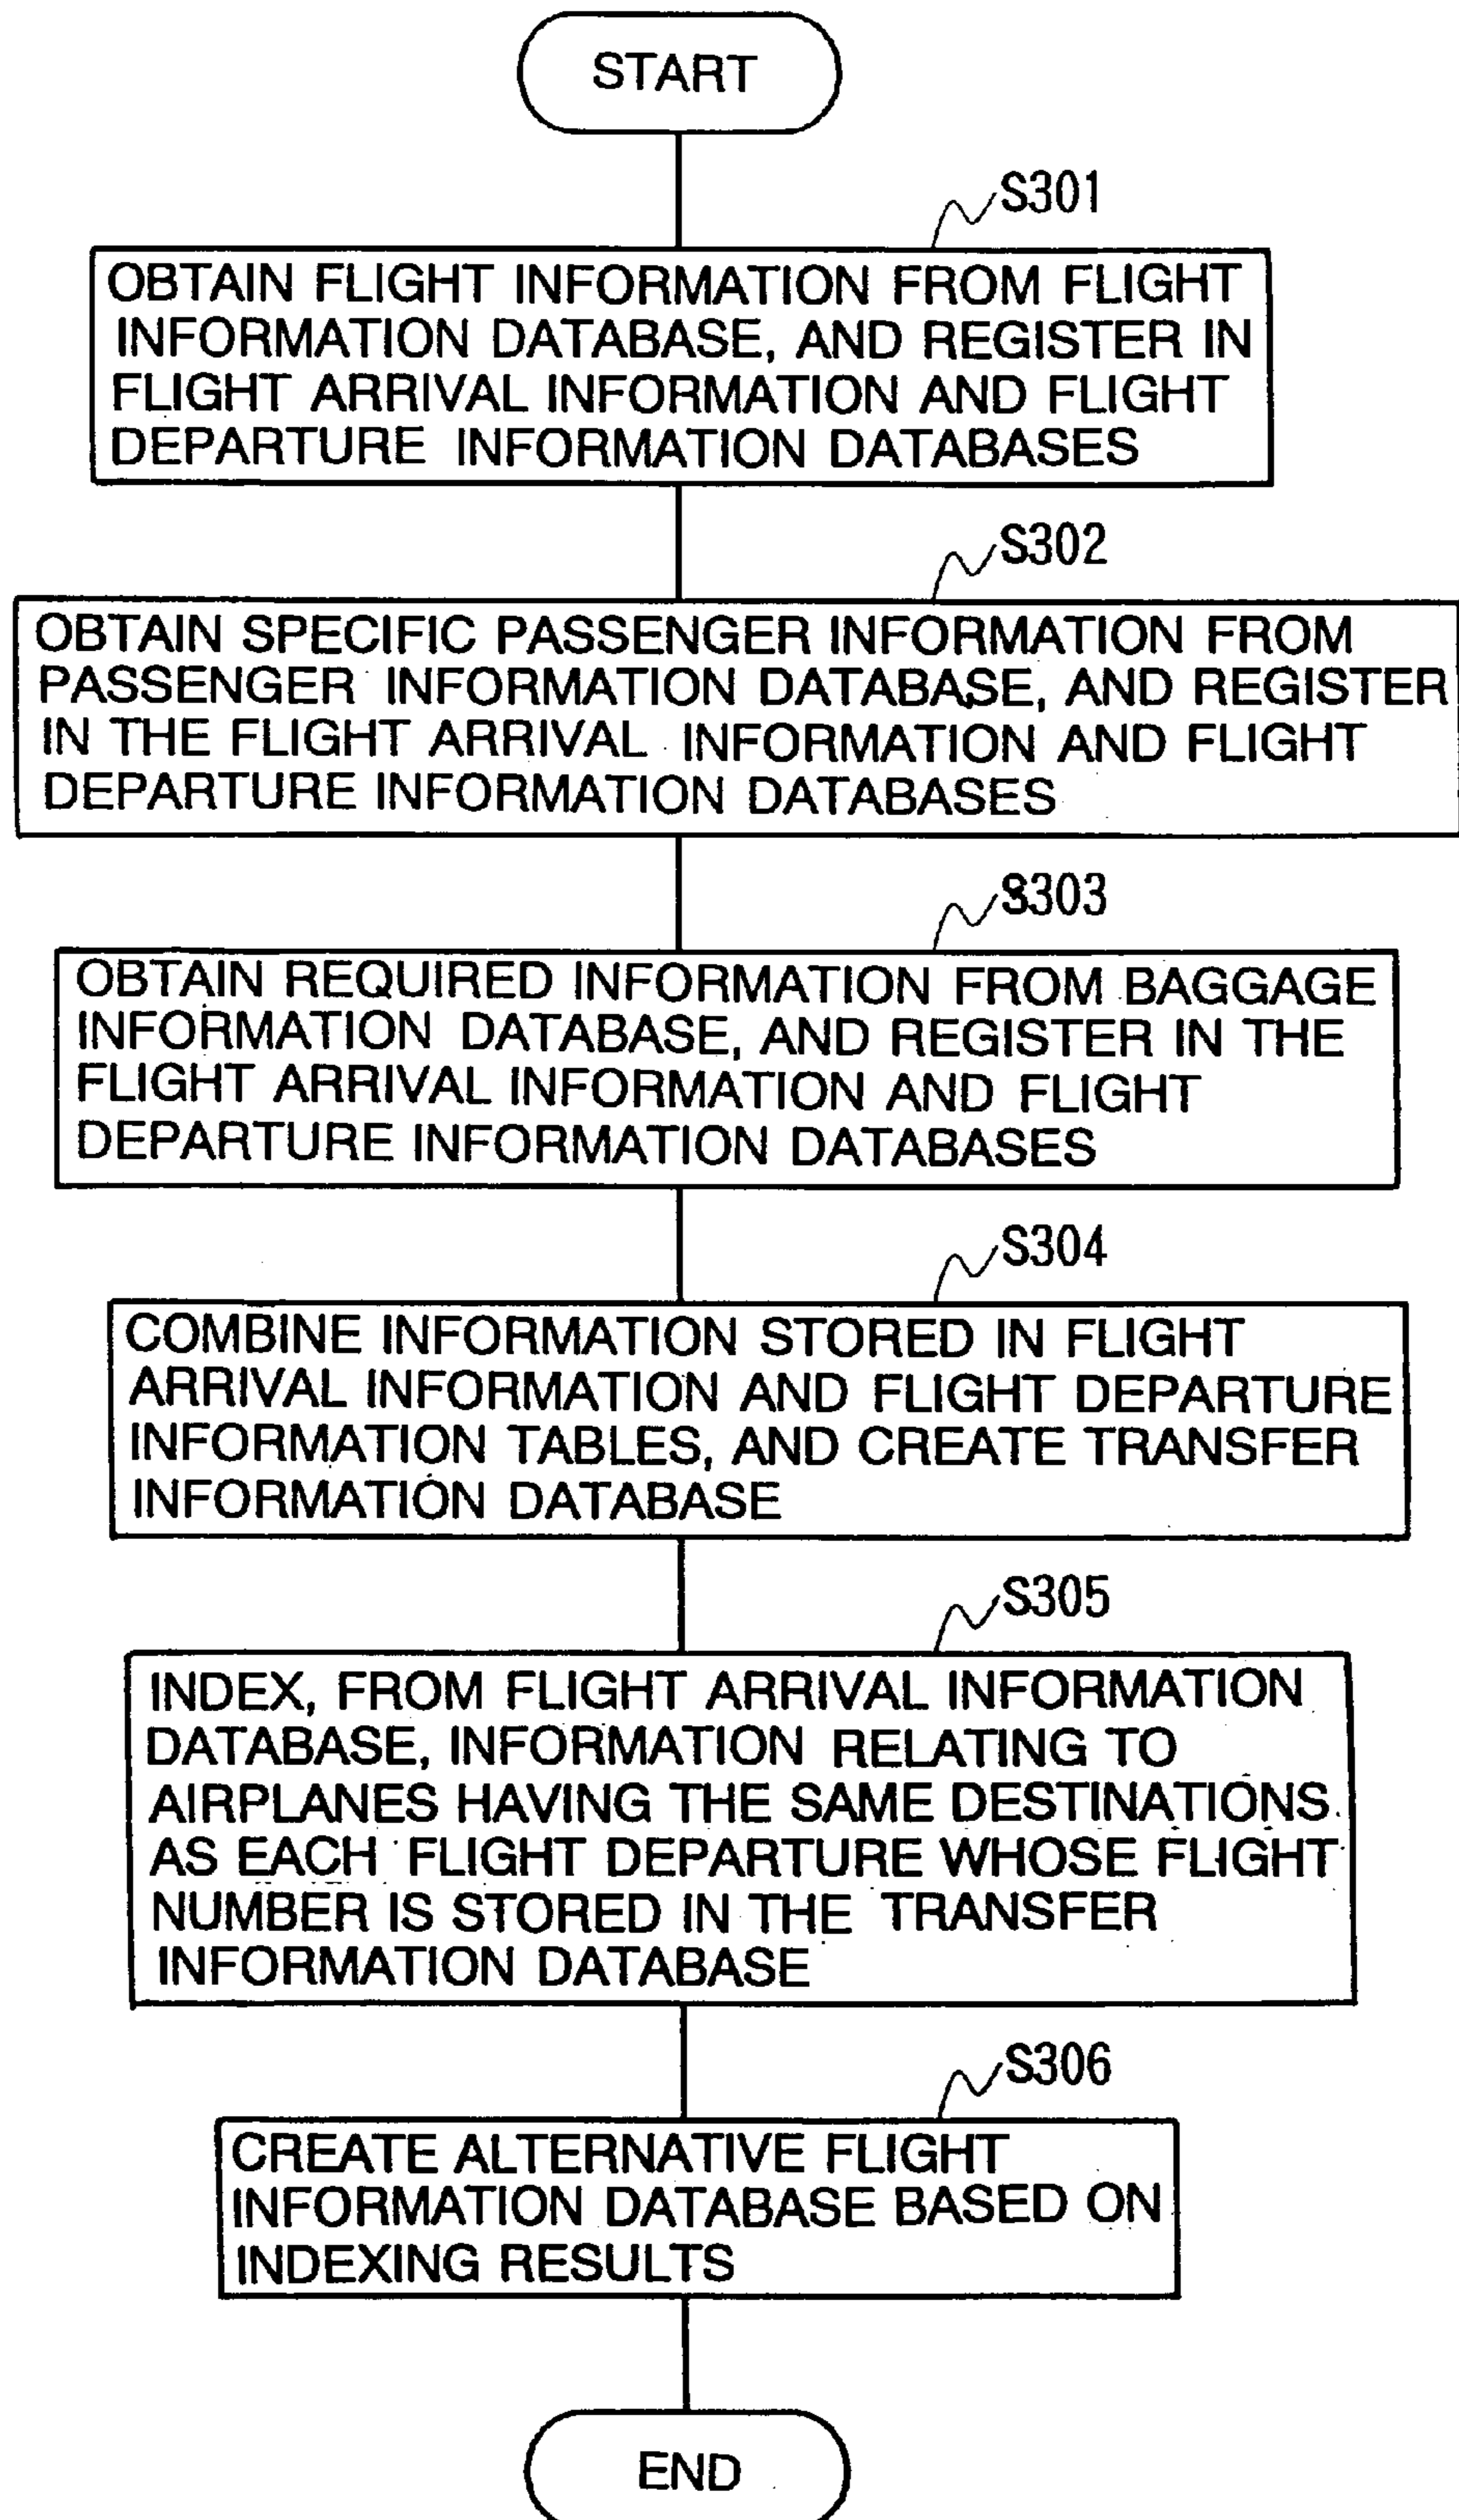 START
S301
OBTAIN FLIGHT INFORMATION FROM FLIGHT
INFORMATION DATABASE, AND REGISTER IN
FLIGHT ARRIVAL INFORMATION AND FLIGHT
DEPARTURE INFORMATION DATABASES
S302
OBTAIN SPECIFIC PASSENGER INFORMATION FROM
PASSENGER INFORMATION DATABASE, AND REGISTER
IN THE FLIGHT ARRIVAL INFORMATION AND FLIGHT
DEPARTURE INFORMATION DATABASES
S303
OBTAIN REQUIRED INFORMATION FROM BAGGAGE
INFORMATION DATABASE, AND REGISTER IN THE
FLIGHT ARRIVAL INFORMATION AND FLIGHT
DEPARTURE INFORMATION DATABASES
S304
COMBINE INFORMATION STORED IN FLIGHT
ARRIVAL INFORMATION AND FLIGHT DEPARTURE
INFORMATION TABLES, AND CREATE TRANSFER
INFORMATION DATABASE
S305
INDEX, FROM FLIGHT ARRIVAL INFORMATION
DATABASE, INFORMATION RELATING TO
AIRPLANES HAVING THE SAME DESTINATIONS
AS EACH FLIGHT DEPARTURE WHOSE FLIGHT
NUMBER IS STORED IN THE TRANSFER
INFORMATION DATABASE
S306
CREATE ALTERNATIVE FLIGHT
INFORMATION DATABASE BASED ON
INDEXING RESULTS
END